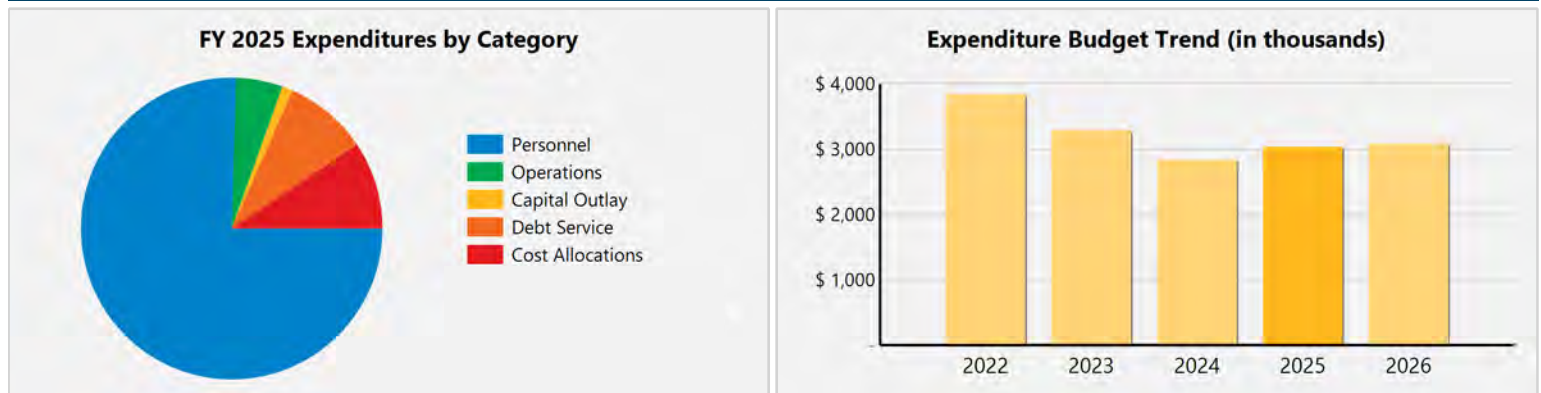 FY 2025 Expenditures by Category
Personnel
Operations
Capital Outlay
Debt Service
Cost Allocations
Expenditure Budget Trend (in thousands)
$ 4,000
$ 3,000
$ 2,000
$ 1,000
-
2022 2023 2024 2025 2026